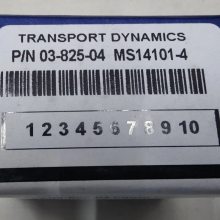 TRANSPORT DYNAMICS
P/N 03-825-04 MS14101-4
1 2 3 4 5 6 7 8 9 10